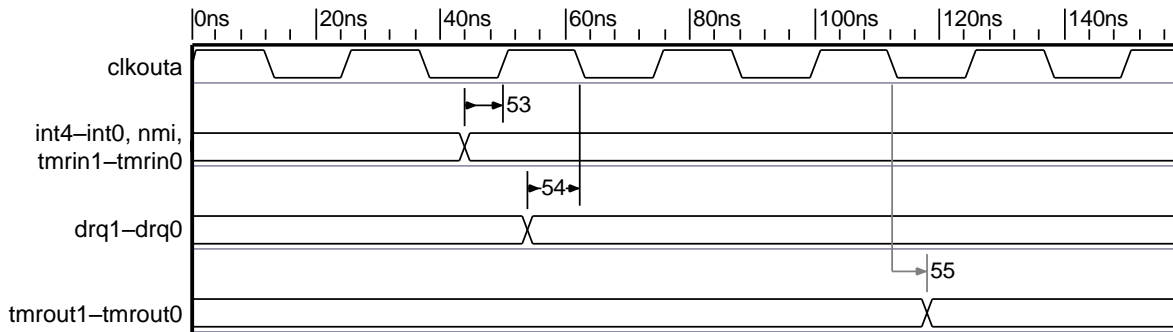 0ns 20ns 40ns 60ns 80ns 100ns 120ns 140ns
clkouta
53
int4–int0, nmi,
tmrin1–tmrin0
54
drq1–drq0
55
tmrout1–tmrout0